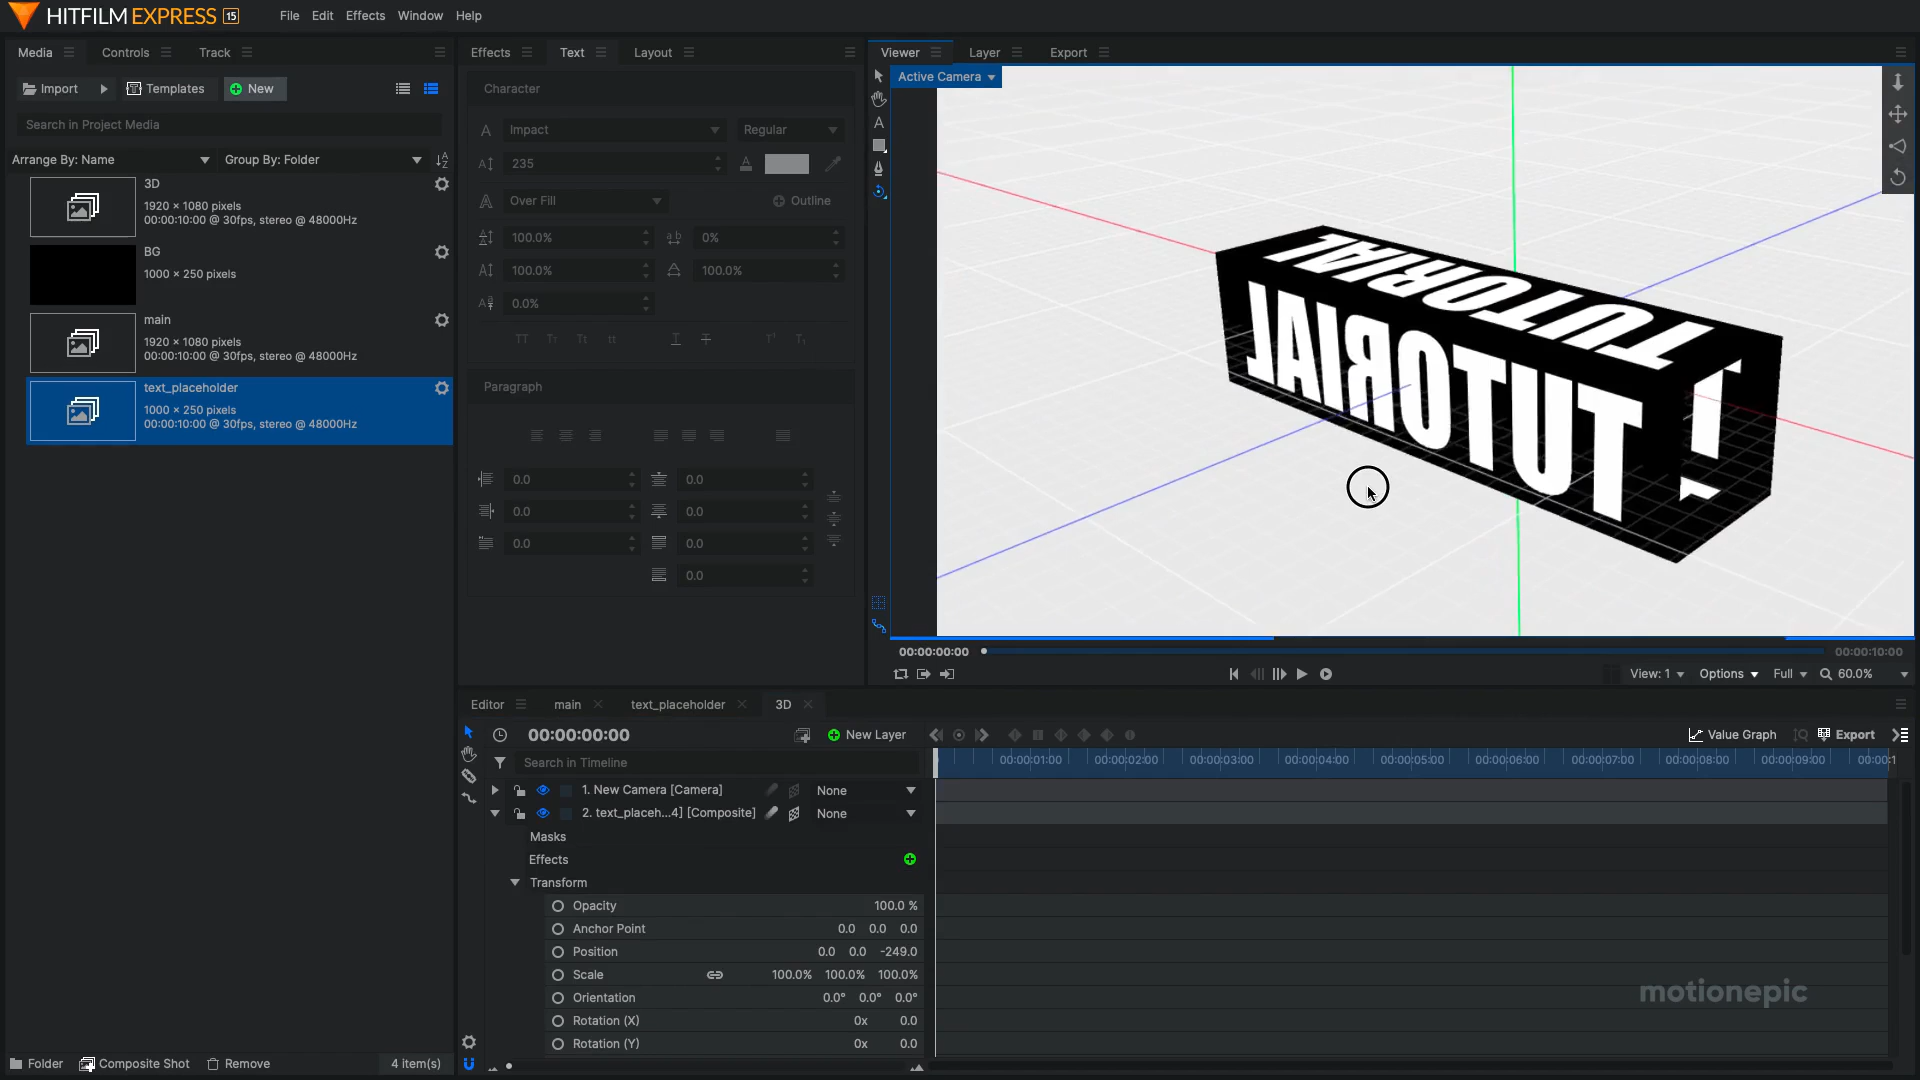 HITFILM EXPRESS 15
File Edit Effects Window Help
Media Controls Track
Effects Text Layout
Viewer Layer Export
Import Templates New
Search in Project Media
Arrange By: Name Group By: Folder
3D
1920 × 1080 pixels
00:00:10:00 @ 30fps, stereo @ 48000Hz
BG
1000 × 250 pixels
main
1920 × 1080 pixels
00:00:10:00 @ 30fps, stereo @ 48000Hz
text_placeholder
1000 × 250 pixels
00:00:10:00 @ 30fps, stereo @ 48000Hz
Folder Composite Shot Remove 4 item(s)
Character
Impact Regular
235
Over Fill Outline
100.0% 0%
100.0% 100.0%
0.0%
Paragraph
0.0 0.0
0.0 0.0
0.0 0.0
0.0
Active Camera
TUTORIAL
TUTORIAL
00:00:00:00 00:00:10:00
View: 1 Options Full 60.0%
Editor main text_placeholder 3D
00:00:00:00 New Layer Value Graph Export
Search in Timeline 00:00:01:00 00:00:02:00 00:00:03:00 00:00:04:00 00:00:05:00 00:00:06:00 00:00:07:00 00:00:08:00 00:00:09:00 00:00:1
1. New Camera [Camera] None
2. text_placeh...4] [Composite] None
Masks
Effects
Transform
Opacity 100.0 %
Anchor Point 0.0 0.0 0.0
Position 0.0 0.0 -249.0
Scale 100.0% 100.0% 100.0%
Orientation 0.0° 0.0° 0.0°
Rotation (X) 0x 0.0
Rotation (Y) 0x 0.0
motionepic